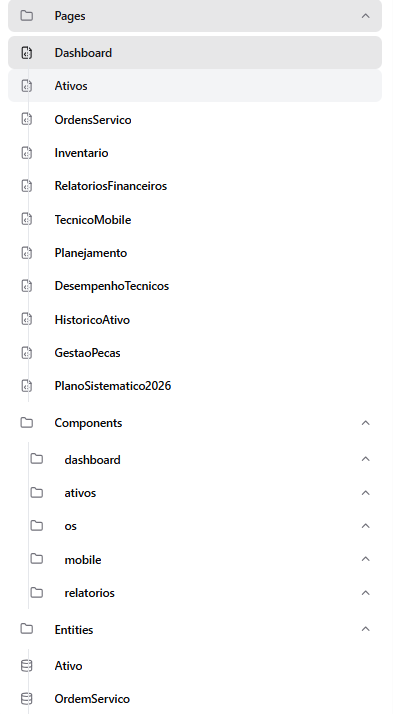 Pages
Dashboard
Ativos
OrdensServico
Inventario
RelatoriosFinanceiros
TecnicoMobile
Planejamento
DesempenhoTecnicos
HistoricoAtivo
GestaoPecas
PlanoSistematico2026
Components
dashboard
ativos
os
mobile
relatorios
Entities
Ativo
OrdemServico